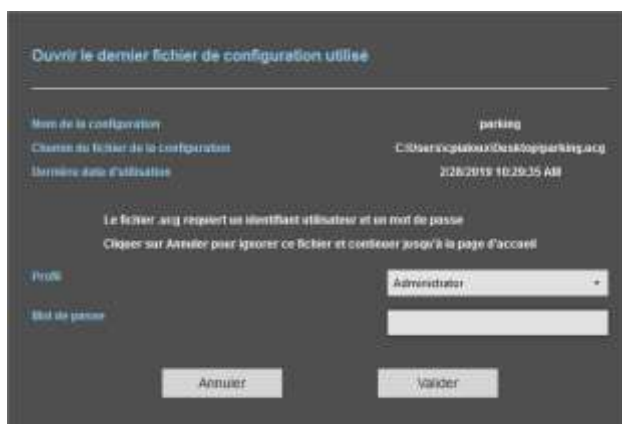 Ouvrir le dernier fichier de configuration utilisé
Nom de la configuration parking
Chemin du fichier de la configuration C:\Users\cpialoux\Desktop\parking.acg
Dernière date d'utilisation 2/28/2019 10:29:35 AM
Le fichier .acg requiert un identifiant utilisateur et un mot de passe
Cliquer sur Annuler pour ignorer ce fichier et continuer jusqu'à la page d'accueil
Profil Administrator
Mot de passe
Annuler Valider